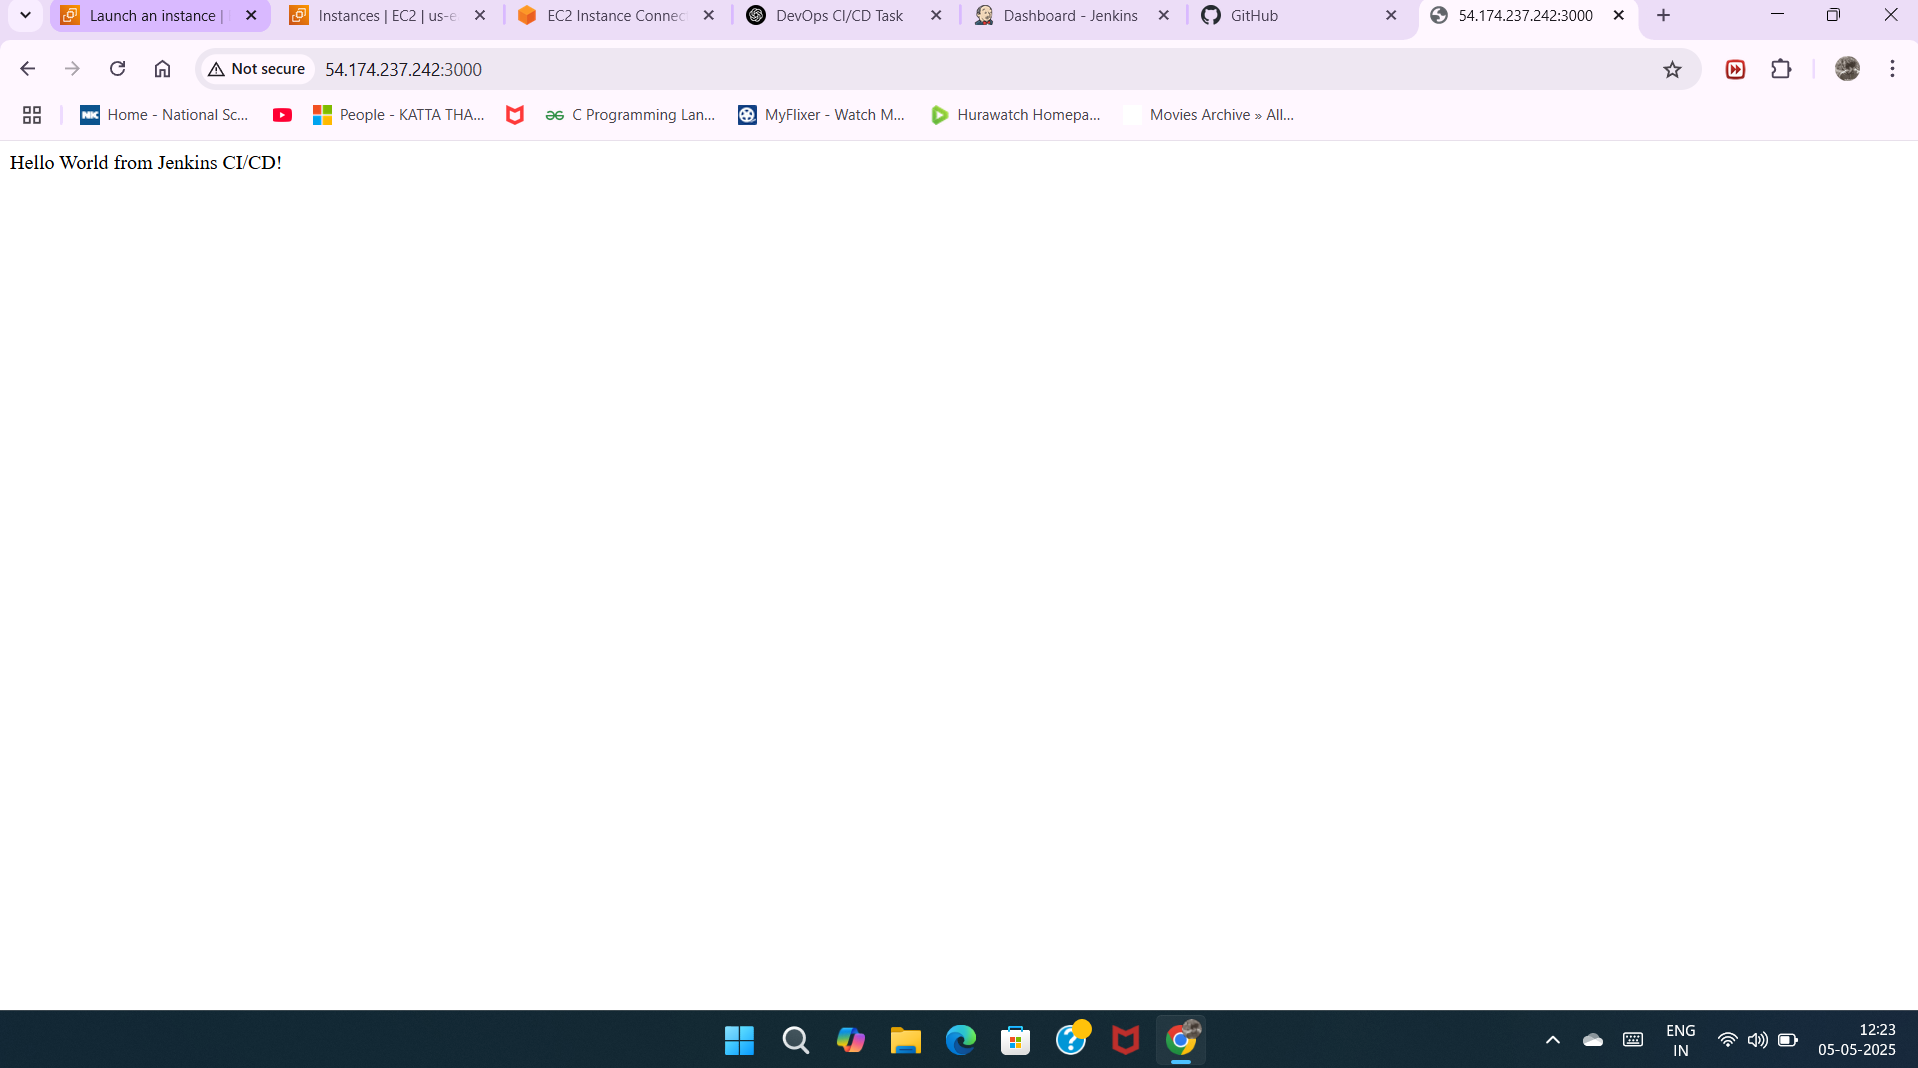 Launch an instance |
Instances | EC2 | us-e
EC2 Instance Connec
DevOps CI/CD Task
Dashboard - Jenkins
GitHub
54.174.237.242:3000
Not secure
54.174.237.242:3000
NK
Home - National Sc...
People - KATTA THA...
C Programming Lan...
MyFlixer - Watch M...
Hurawatch Homepa...
Movies Archive » All...
Hello World from Jenkins CI/CD!
ENG
IN
12:23
05-05-2025